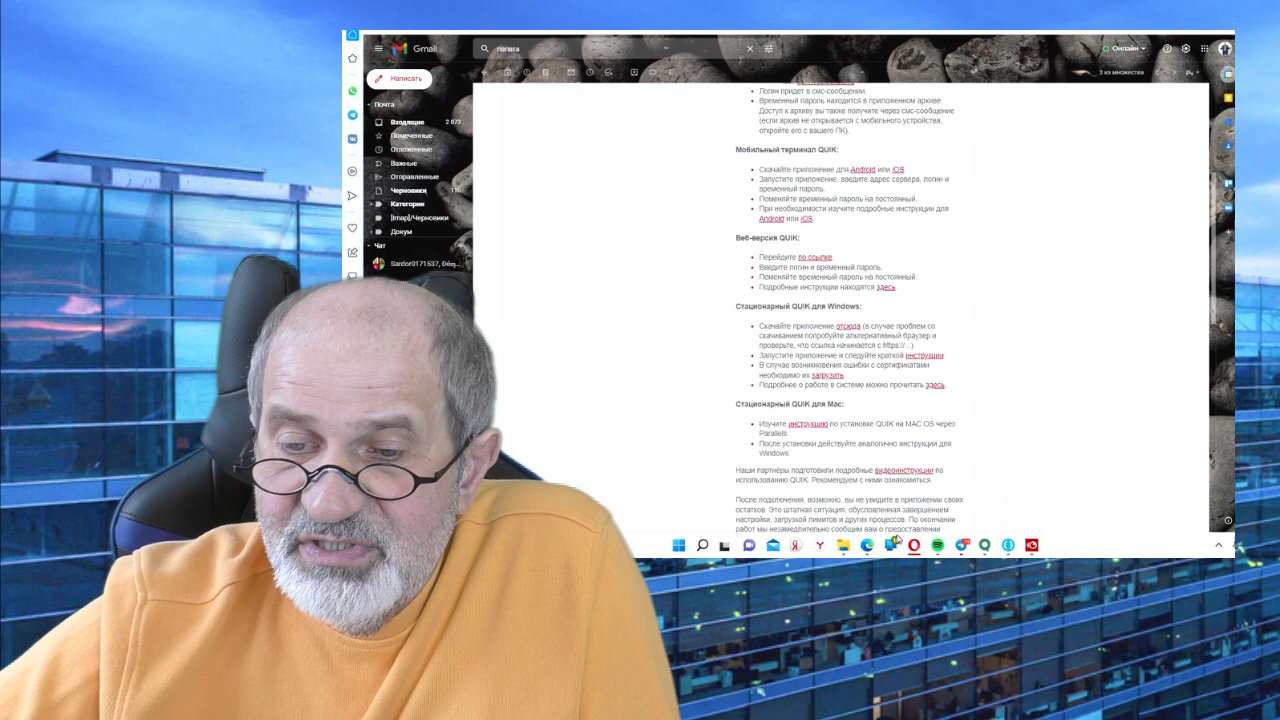 Gmail
папата
Онлайн
Написать
3 из множества
Почта
Входящие 2 073
Помеченные
Отложенные
Важные
Отправленные
Черновики
Категории
[Imap]/Черновики
Докум
Чат
Sardor0171537,
Логин придет в смс-сообщении.
Временный пароль находится в приложенном архиве.
Доступ к архиву вы также получите через смс-сообщение
(если архив не открывается с мобильного устройства,
откройте его с вашего ПК).
Мобильный терминал QUIK:
Скачайте приложение для Android или iOS.
Запустите приложение, введите адрес сервера, логин и
временный пароль.
Поменяйте временный пароль на постоянный.
При необходимости изучите подробные инструкции для
Android или iOS.
Веб-версия QUIK:
Перейдите по ссылке.
Введите логин и временный пароль.
Поменяйте временный пароль на постоянный.
Подробные инструкции находятся здесь.
Стационарный QUIK для Windows:
Скачайте приложение отсюда (в случае проблем со
скачиванием попробуйте альтернативный браузер и
проверьте, что ссылка начинается с https://...).
Запустите приложение и следуйте краткой инструкции.
В случае возникновения ошибки с сертификатами
необходимо их загрузить.
Подробнее о работе в системе можно прочитать здесь.
Стационарный QUIK для Mac:
Изучите инструкцию по установке QUIK на MAC OS через
Parallels.
После установки действуйте аналогично инструкции для
Windows.
Наши партнёры подготовили подробные видеоинструкции по
использованию QUIK. Рекомендуем с ними ознакомиться.
После подключения, возможно, вы не увидите в приложении своих
остатков. Это штатная ситуация, обусловленная завершением
настройки, загрузкой лимитов и других процессов. По окончании
работ мы незамедлительно сообщим вам о предоставлении